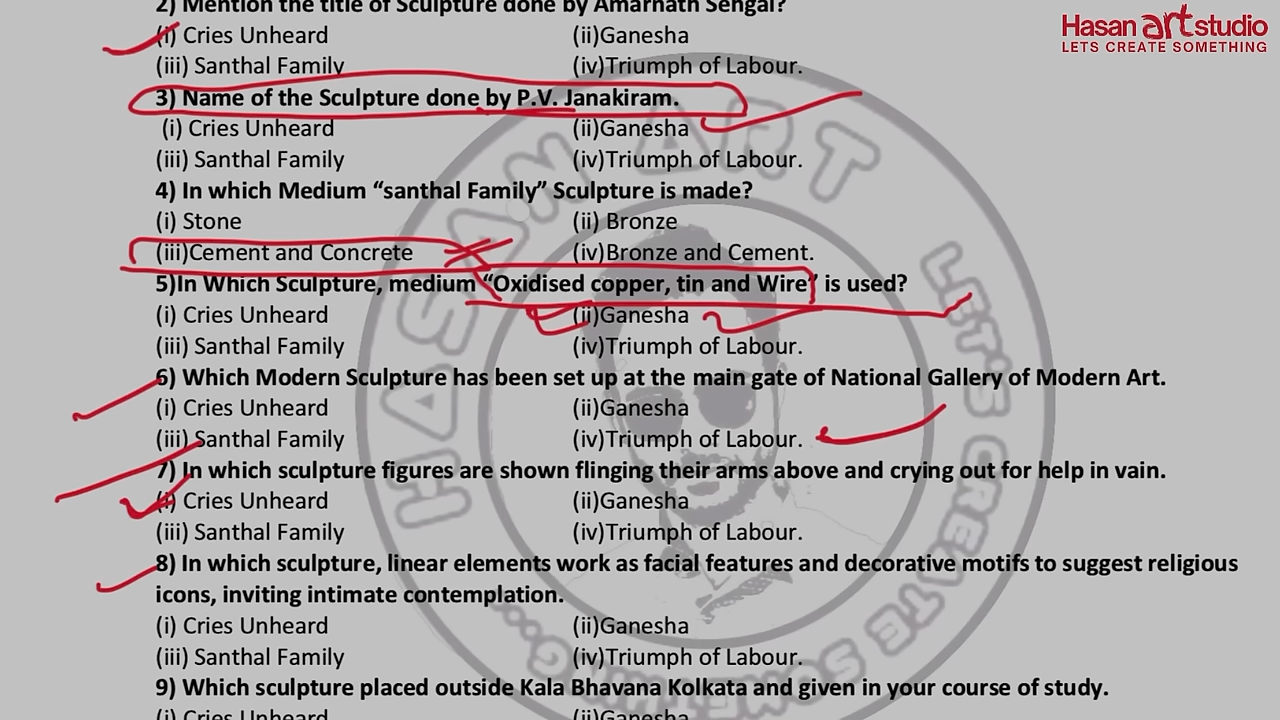 2) Mention the title of Sculpture done by Amarnath Sehgal?
Hasan art studio
LETS CREATE SOMETHING
(i) Cries Unheard (ii)Ganesha
(iii) Santhal Family (iv)Triumph of Labour.
3) Name of the Sculpture done by P.V. Janakiram.
(i) Cries Unheard (ii)Ganesha
(iii) Santhal Family (iv)Triumph of Labour.
4) In which Medium “santhal Family” Sculpture is made?
(i) Stone (ii) Bronze
(iii)Cement and Concrete (iv)Bronze and Cement.
5)In Which Sculpture, medium “Oxidised copper, tin and Wire” is used?
(i) Cries Unheard (ii)Ganesha
(iii) Santhal Family (iv)Triumph of Labour.
6) Which Modern Sculpture has been set up at the main gate of National Gallery of Modern Art.
(i) Cries Unheard (ii)Ganesha
(iii) Santhal Family (iv)Triumph of Labour.
7) In which sculpture figures are shown flinging their arms above and crying out for help in vain.
(i) Cries Unheard (ii)Ganesha
(iii) Santhal Family (iv)Triumph of Labour.
8) In which sculpture, linear elements work as facial features and decorative motifs to suggest religious
icons, inviting intimate contemplation.
(i) Cries Unheard (ii)Ganesha
(iii) Santhal Family (iv)Triumph of Labour.
9) Which sculpture placed outside Kala Bhavana Kolkata and given in your course of study.
(i) Cries Unheard (ii)Ganesha
HASAN ART
LET'S CREATE SOMETHING...